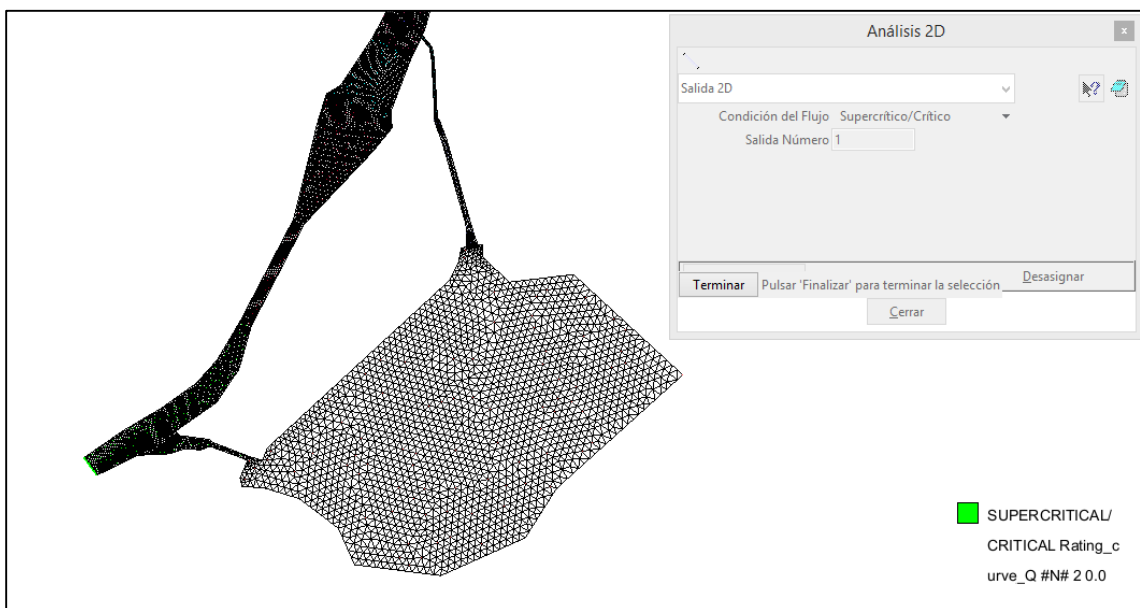 Análisis 2D
x
Salida 2D
?
Condición del Flujo Supercrítico/Crítico
Salida Número 1
Desasignar
Terminar Pulsar 'Finalizar' para terminar la selección
Cerrar
SUPERCRITICAL/
CRITICAL Rating_c
urve_Q #N# 2 0.0